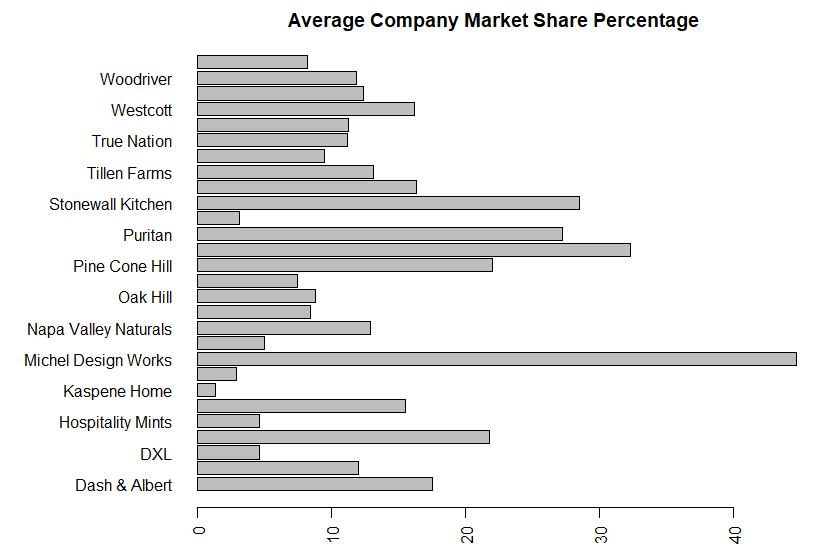 Average Company Market Share Percentage
Woodriver
Westcott
True Nation
Tillen Farms
Stonewall Kitchen
Puritan
Pine Cone Hill
Oak Hill
Napa Valley Naturals
Michel Design Works
Kaspene Home
Hospitality Mints
DXL
Dash & Albert
0
10
20
30
40